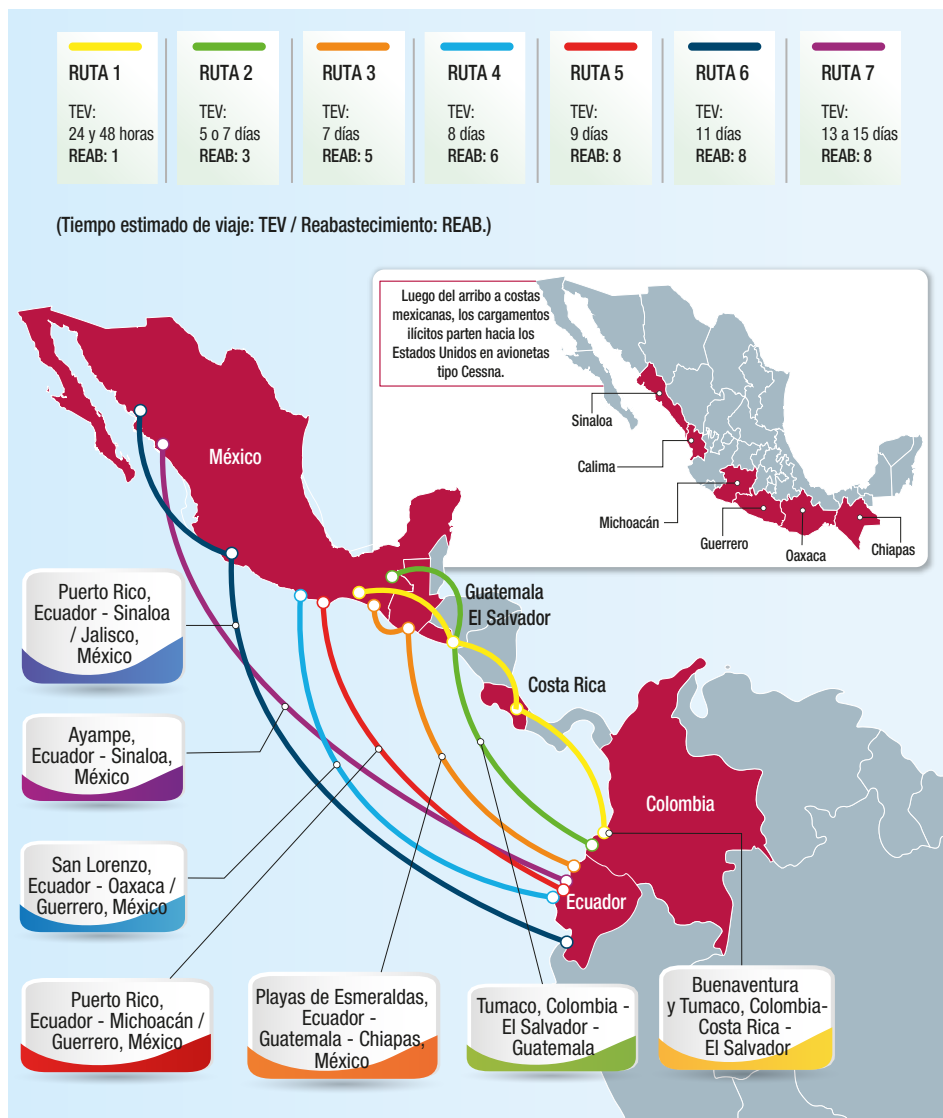 RUTA 1
TEV:
24 y 48 horas
REAB: 1
RUTA 2
TEV:
5 o 7 días
REAB: 3
RUTA 3
TEV:
7 días
REAB: 5
RUTA 4
TEV:
8 días
REAB: 6
RUTA 5
TEV:
9 días
REAB: 8
RUTA 6
TEV:
11 días
REAB: 8
RUTA 7
TEV:
13 a 15 días
REAB: 8
(Tiempo estimado de viaje: TEV / Reabastecimiento: REAB.)
Luego del arribo a costas
mexicanas, los cargamentos
ilícitos parten hacia los
Estados Unidos en avionetas
tipo Cessna.
Sinaloa
Calima
Michoacán
Guerrero
Oaxaca
Chiapas
México
Guatemala
El Salvador
Costa Rica
Colombia
Ecuador
Puerto Rico,
Ecuador - Sinaloa
/ Jalisco,
México
Ayampe,
Ecuador - Sinaloa,
México
San Lorenzo,
Ecuador - Oaxaca /
Guerrero, México
Puerto Rico,
Ecuador - Michoacán /
Guerrero, México
Playas de Esmeraldas,
Ecuador -
Guatemala - Chiapas,
México
Tumaco, Colombia -
El Salvador -
Guatemala
Buenaventura
y Tumaco, Colombia-
Costa Rica -
El Salvador